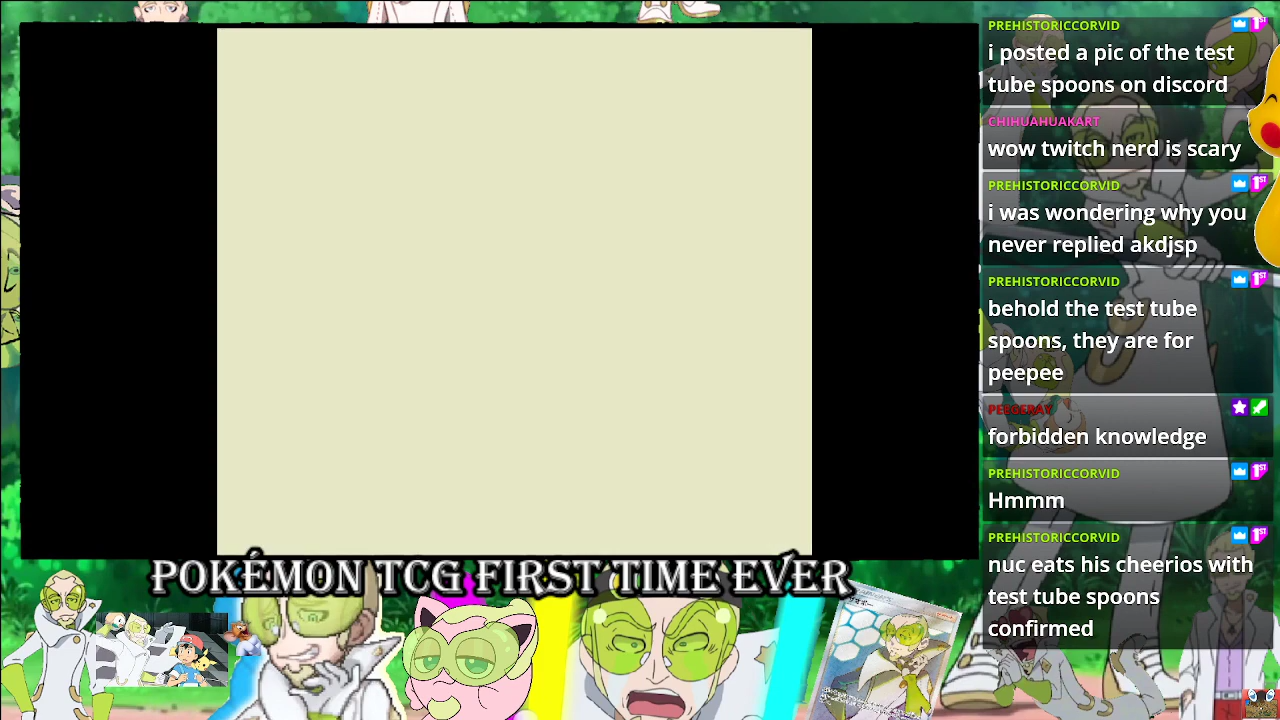 PREHISTORICCORVID
i posted a pic of the test
tube spoons on discord
CHIHUAHUAKART
wow twitch nerd is scary
PREHISTORICCORVID
i was wondering why you
never replied akdjsp
PREHISTORICCORVID
behold the test tube
spoons, they are for
peepee
PELGERAY
forbidden knowledge
PREHISTORICCORVID
Hmmm
PREHISTORICCORVID
nuc eats his cheerios with
test tube spoons
confirmed
POKÉMON TCG FIRST TIME EVER